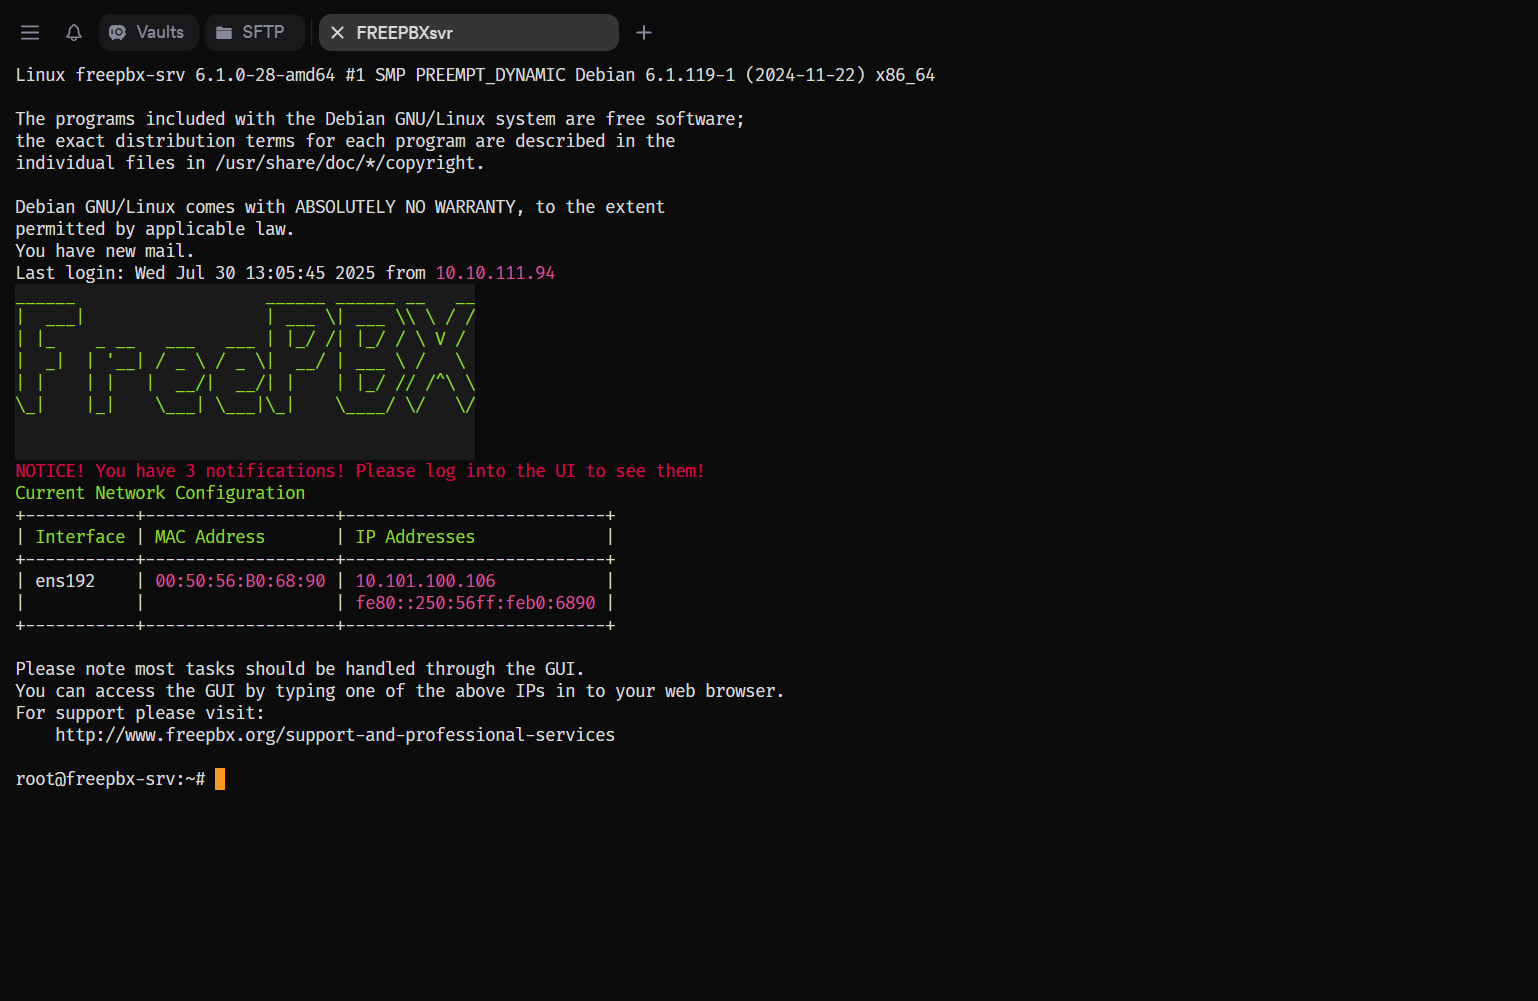 Vaults SFTP FREEPBXsvr
Linux freepbx-srv 6.1.0-28-amd64 #1 SMP PREEMPT_DYNAMIC Debian 6.1.119-1 (2024-11-22) x86_64

The programs included with the Debian GNU/Linux system are free software;
the exact distribution terms for each program are described in the
individual files in /usr/share/doc/*/copyright.

Debian GNU/Linux comes with ABSOLUTELY NO WARRANTY, to the extent
permitted by applicable law.
You have new mail.
Last login: Wed Jul 30 13:05:45 2025 from 10.10.111.94
______                   ______ ______ __   __
|  ___|                  | ___ \| ___ \\ \ / /
| |_    _ __   ___   ___ | |_/ /| |_/ / \ V /
|  _|  | '__| / _ \ / _ \|  __/ | ___ \ /   \
| |    | |   |  __/|  __/| |    | |_/ // /^\ \
\_|    |_|    \___| \___|\_|    \____/ \/   \/

NOTICE! You have 3 notifications! Please log into the UI to see them!
Current Network Configuration
+-----------+-------------------+--------------------------+
| Interface | MAC Address       | IP Addresses             |
+-----------+-------------------+--------------------------+
| ens192    | 00:50:56:B0:68:90 | 10.101.100.106           |
|           |                   | fe80::250:56ff:feb0:6890 |
+-----------+-------------------+--------------------------+

Please note most tasks should be handled through the GUI.
You can access the GUI by typing one of the above IPs in to your web browser.
For support please visit:
    http://www.freepbx.org/support-and-professional-services

root@freepbx-srv:~#